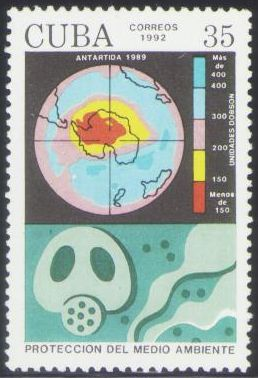 CUBA CORREOS 1992 35
ANTARTIDA 1989
Más de 400
400
300
200
150
Menos de 150
UNIDADES DOBSON
PROTECCION DEL MEDIO AMBIENTE